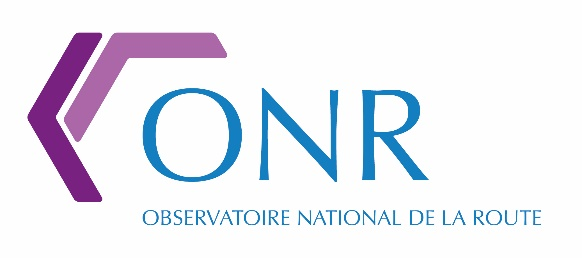 ONR
OBSERVATOIRE NATIONAL DE LA ROUTE